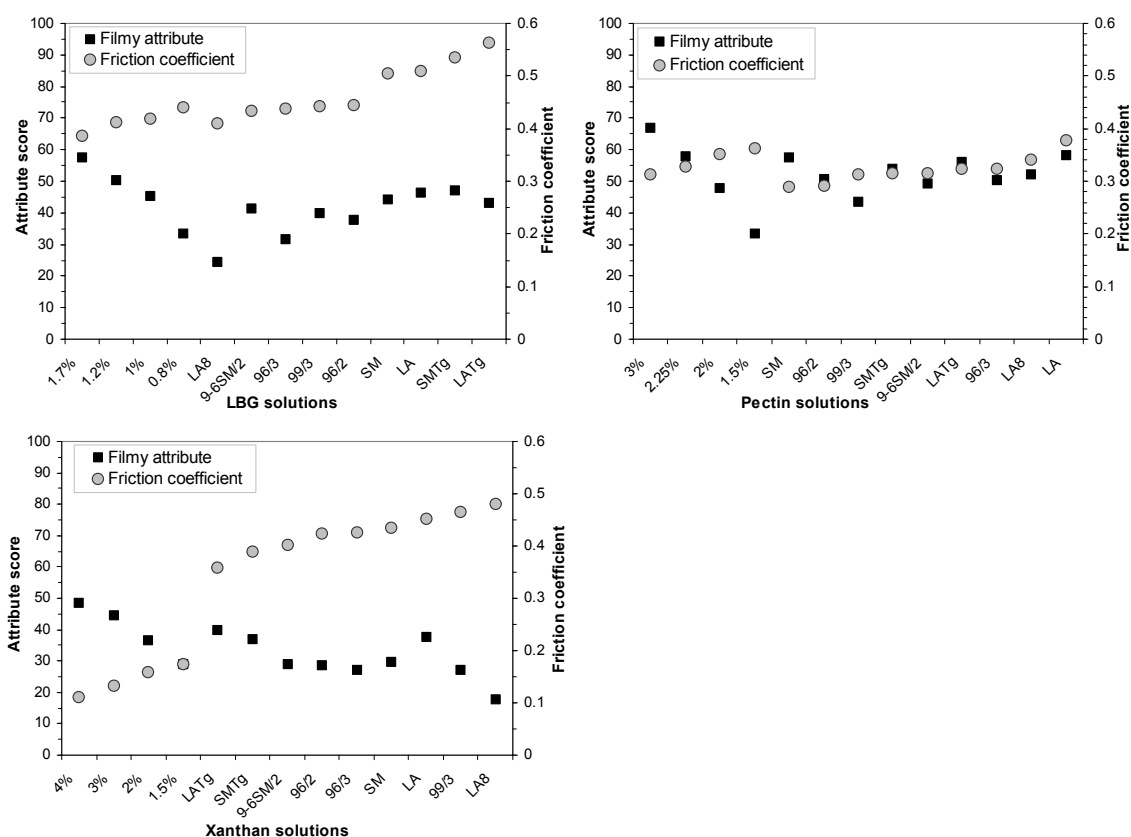 Filmy attribute
Friction coefficient
100
90
80
70
60
50
40
30
20
10
0
Attribute score
0.6
0.5
0.4
0.3
0.2
0.1
0
Friction coefficient
1.7%
1.2%
1%
0.8%
LA8
9-6SM/2
96/3
99/3
96/2
SM
LA
SMTg
LATg
LBG solutions
Filmy attribute
Friction coefficient
100
90
80
70
60
50
40
30
20
10
0
Attribute score
0.6
0.5
0.4
0.3
0.2
0.1
0
Friction coefficient
3%
2.25%
2%
1.5%
SM
96/2
99/3
SMTg
9-6SM/2
LATg
96/3
LA8
LA
Pectin solutions
Filmy attribute
Friction coefficient
100
90
80
70
60
50
40
30
20
10
0
Attribute score
0.6
0.5
0.4
0.3
0.2
0.1
0
Friction coefficient
4%
3%
2%
1.5%
LATg
SMTg
9-6SM/2
96/2
96/3
SM
LA
99/3
LA8
Xanthan solutions